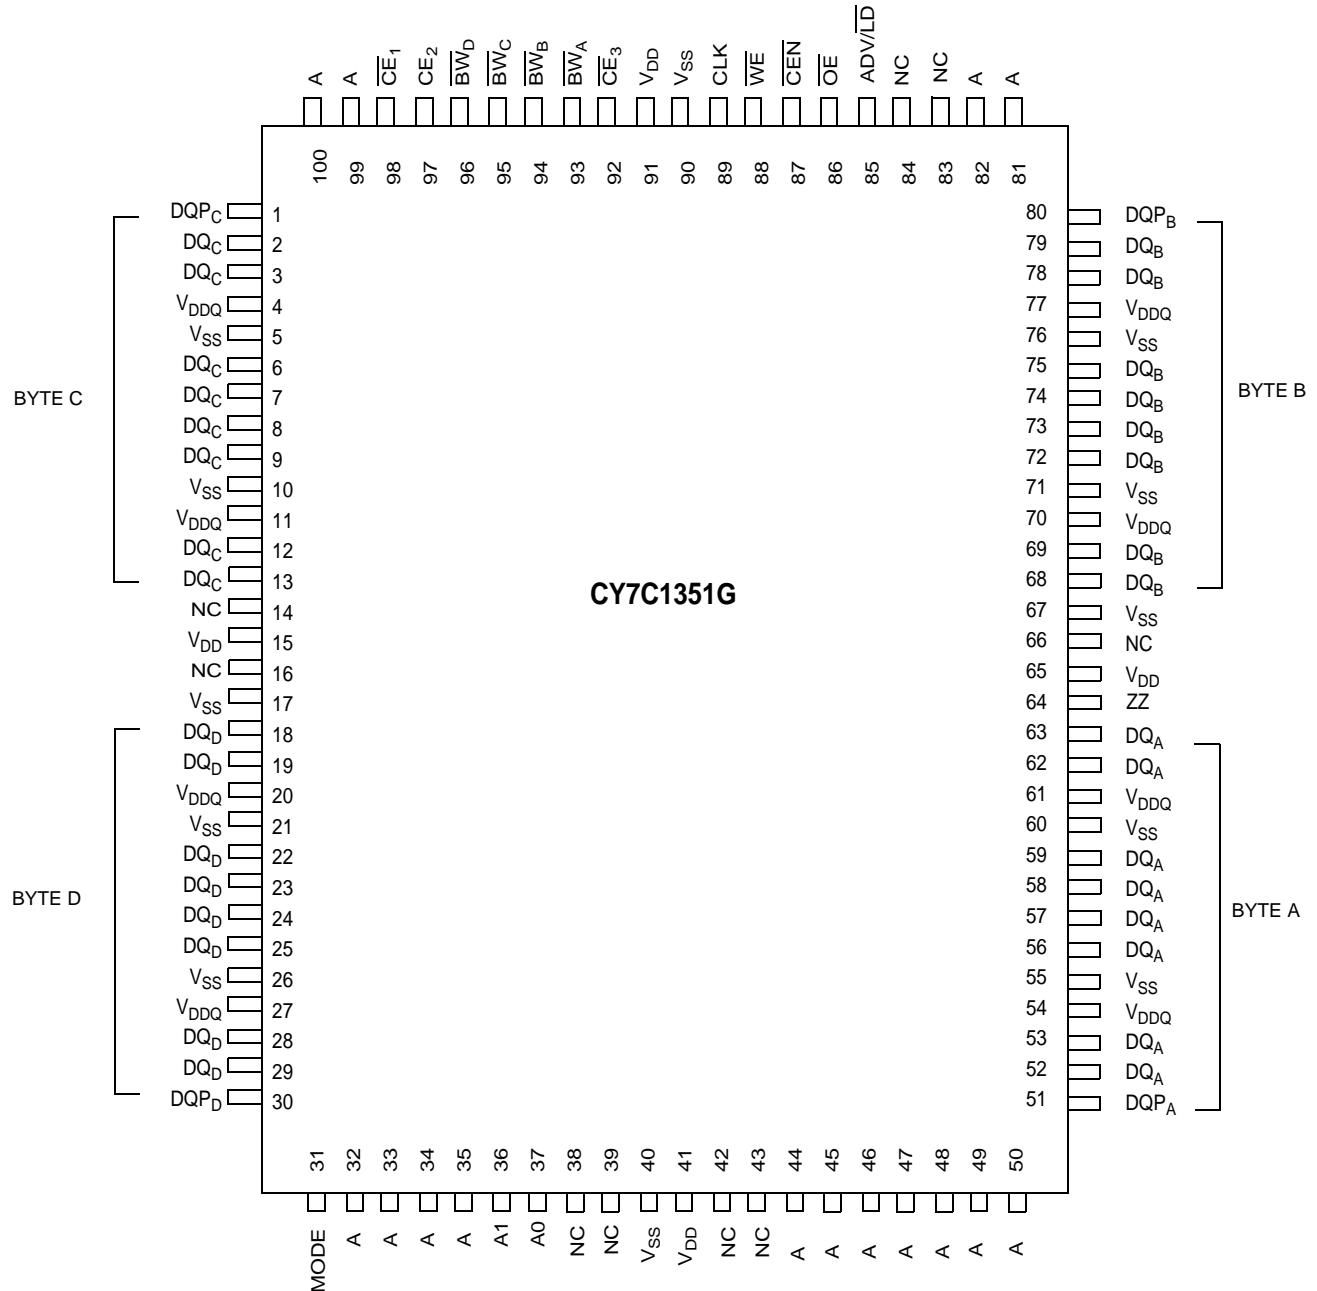 A A CE1 CE2 BWD BWC BWB BWA CE3 VDD VSS CLK WE CEN OE ADV/LD NC NC A A
100 99 98 97 96 95 94 93 92 91 90 89 88 87 86 85 84 83 82 81
DQPC 1 80 DQPB
DQC 2 79 DQB
DQC 3 78 DQB
VDDQ 4 77 VDDQ
VSS 5 76 VSS
DQC 6 75 DQB
BYTE C DQC 7 74 DQB BYTE B
DQC 8 73 DQB
DQC 9 72 DQB
VSS 10 71 VSS
VDDQ 11 70 VDDQ
DQC 12 69 DQB
DQC 13 68 DQB
CY7C1351G
NC 14 67 VSS
VDD 15 66 NC
NC 16 65 VDD
VSS 17 64 ZZ
DQD 18 63 DQA
DQD 19 62 DQA
VDDQ 20 61 VDDQ
VSS 21 60 VSS
DQD 22 59 DQA
DQD 23 58 DQA
BYTE D DQD 24 57 DQA BYTE A
DQD 25 56 DQA
VSS 26 55 VSS
VDDQ 27 54 VDDQ
DQD 28 53 DQA
DQD 29 52 DQA
DQPD 30 51 DQPA
31 32 33 34 35 36 37 38 39 40 41 42 43 44 45 46 47 48 49 50
MODE A A A A A1 A0 NC NC VSS VDD NC NC A A A A A A A